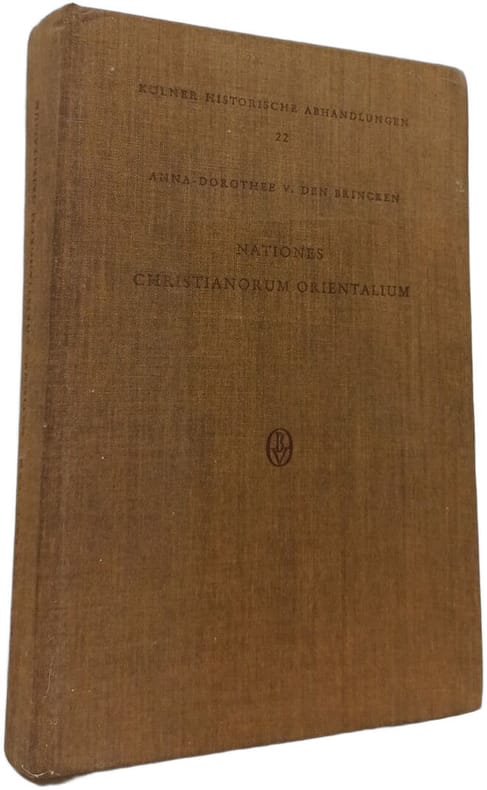 KÖLNER HISTORISCHE ABHANDLUNGEN
22
ANNA-DOROTHEE V. DEN BRINCKEN
NATIONES
CHRISTIANORUM ORIENTALIUM